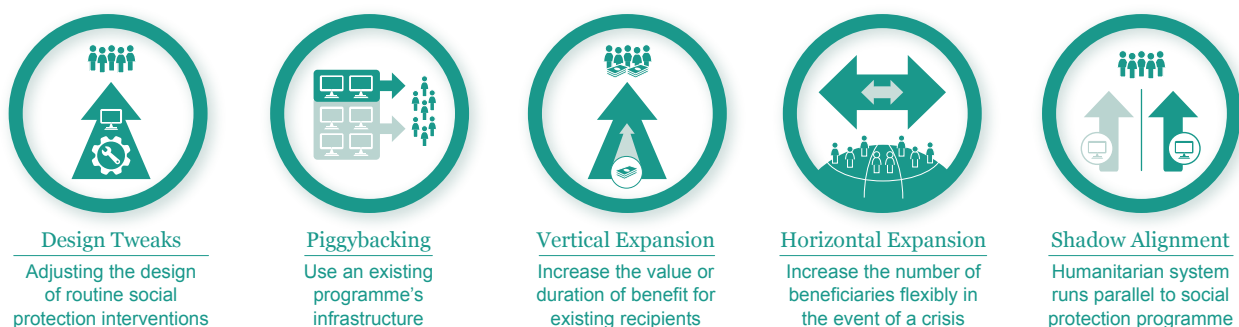 Design Tweaks
Adjusting the design
of routine social
protection interventions
Piggybacking
Use an existing
programme's
infrastructure
Vertical Expansion
Increase the value or
duration of benefit for
existing recipients
Horizontal Expansion
Increase the number of
beneficiaries flexibly in
the event of a crisis
Shadow Alignment
Humanitarian system
runs parallel to social
protection programme